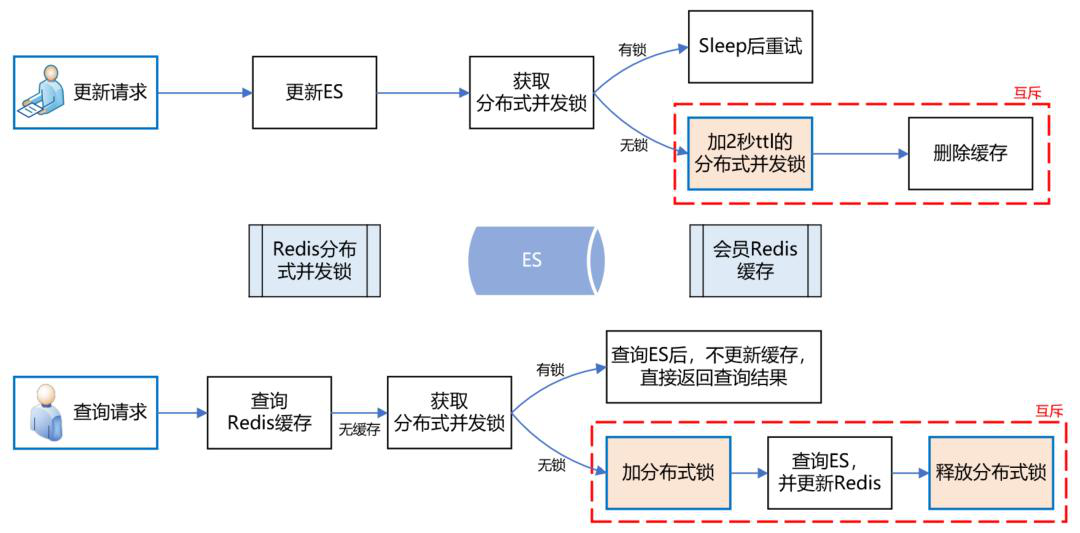 有锁
Sleep后重试
更新请求
更新ES
获取
分布式并发锁
互斥
无锁
加2秒ttl的
分布式并发锁
删除缓存
Redis分布
式并发锁
ES
会员Redis
缓存
有锁
查询ES后，不更新缓存，
直接返回查询结果
查询请求
查询
Redis缓存
无缓存
获取
分布式并发锁
互斥
无锁
加分布式锁
查询ES，
并更新Redis
释放分布式锁